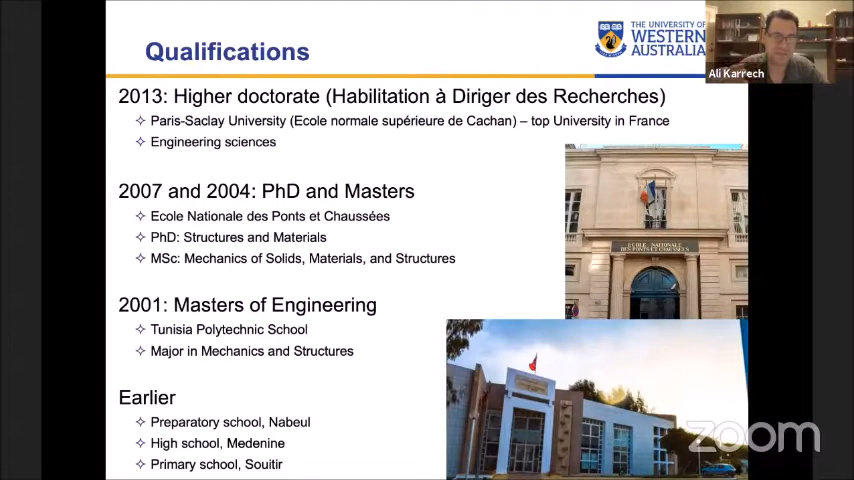 Qualifications
THE UNIVERSITY OF
WESTERN
AUSTRALIA
Ali Karrech
2013: Higher doctorate (Habilitation à Diriger des Recherches)
Paris-Saclay University (Ecole normale supérieure de Cachan) – top University in France
Engineering sciences
2007 and 2004: PhD and Masters
Ecole Nationale des Ponts et Chaussées
PhD: Structures and Materials
MSc: Mechanics of Solids, Materials, and Structures
ECOLE NATIONALE
DES PONTS ET CHAUSSÉES
2001: Masters of Engineering
Tunisia Polytechnic School
Major in Mechanics and Structures
Earlier
Preparatory school, Nabeul
High school, Medenine
Primary school, Souitir
zoom